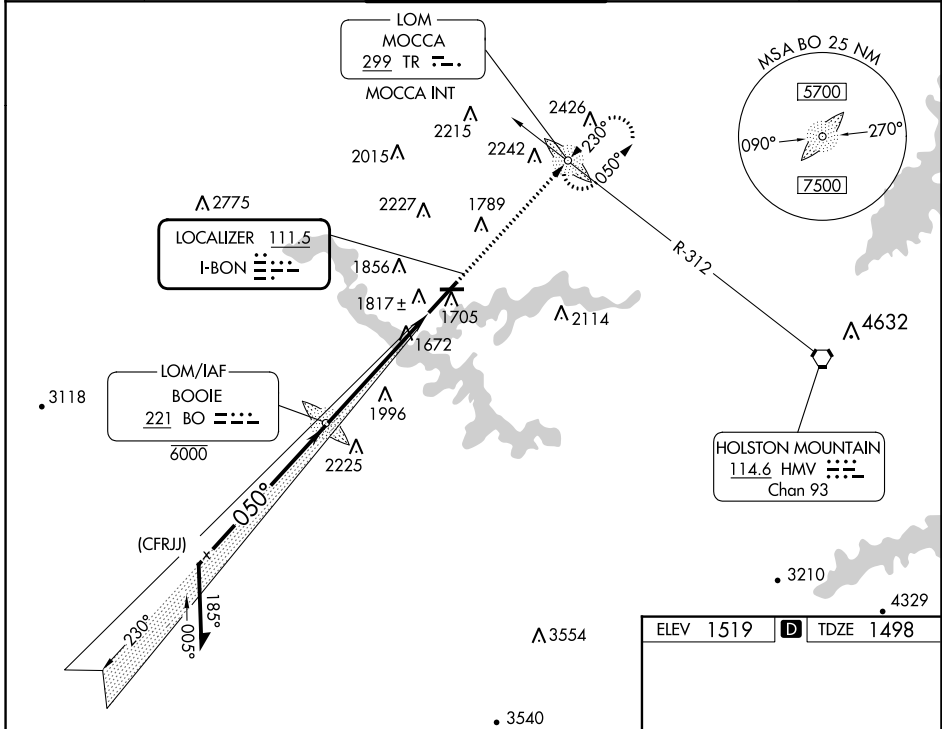 LOM
MOCCA
299 TR
MOCCA INT
MSA BO 25 NM
5700
090°
270°
7500
2426
2215
2242
2015
230°
050°
2775
2227
1789
LOCALIZER 111.5
I-BON
1856
1817 ±
1705
1672
2114
R-312
4632
LOM/IAF
BOOIE
221 BO
6000
3118
1996
2225
HOLSTON MOUNTAIN
114.6 HMV
Chan 93
050°
(CFRJJ)
185°
005°
230°
3210
4329
3554
3540
ELEV 1519 D TDZE 1498